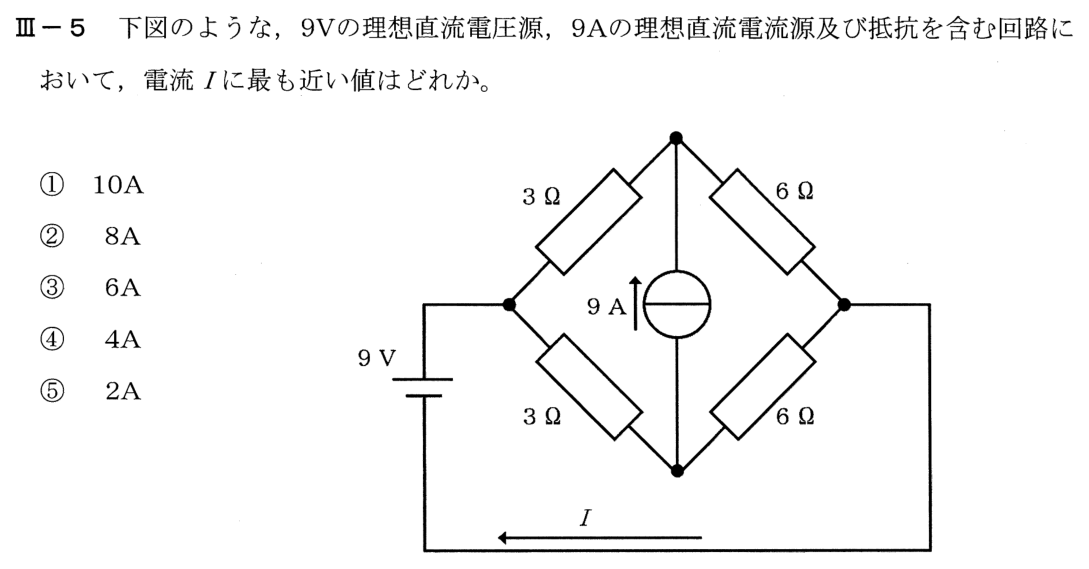 Ⅲ－5　下図のような，9Vの理想直流電圧源，9Aの理想直流電流源及び抵抗を含む回路に
おいて，電流 I に最も近い値はどれか。
① 10A
② 8A
③ 6A
④ 4A
⑤ 2A
3 Ω
6 Ω
9 A
9 V
3 Ω
6 Ω
I